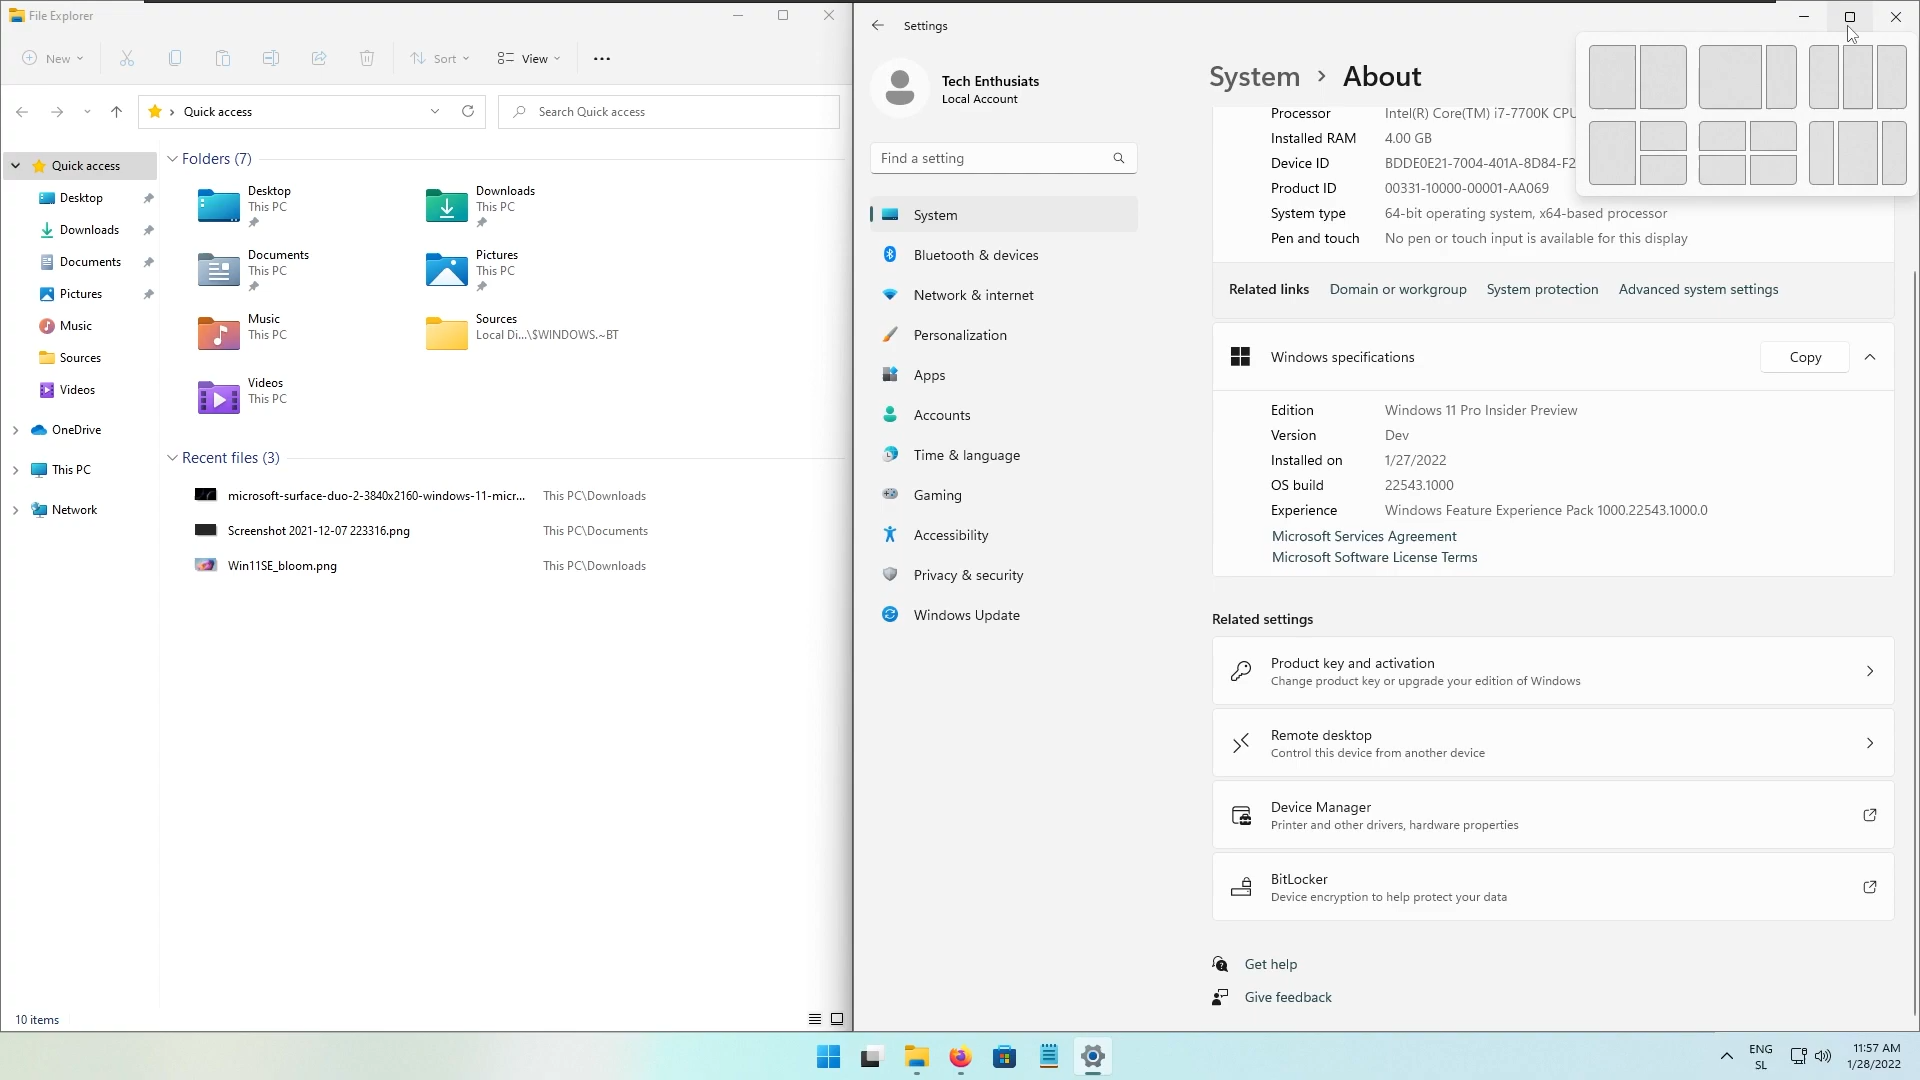 File Explorer
New
Sort
View
Quick access
Search Quick access
Quick access
Desktop
Downloads
Documents
Pictures
Music
Sources
Videos
OneDrive
This PC
Network
Folders (7)
Desktop
This PC
Downloads
This PC
Documents
This PC
Pictures
This PC
Music
This PC
Sources
Local Di...\$WINDOWS.~BT
Videos
This PC
Recent files (3)
microsoft-surface-duo-2-3840x2160-windows-11-micr... This PC\Downloads
Screenshot 2021-12-07 223316.png This PC\Documents
Win11SE_bloom.png This PC\Downloads
10 items
Settings
Tech Enthusiats
Local Account
Find a setting
System
Bluetooth & devices
Network & internet
Personalization
Apps
Accounts
Time & language
Gaming
Accessibility
Privacy & security
Windows Update
System › About
Processor Intel(R) Core(TM) i7-7700K CPU
Installed RAM 4.00 GB
Device ID BDDE0E21-7004-401A-8D84-F2
Product ID 00331-10000-00001-AA069
System type 64-bit operating system, x64-based processor
Pen and touch No pen or touch input is available for this display
Related links Domain or workgroup System protection Advanced system settings
Windows specifications Copy
Edition Windows 11 Pro Insider Preview
Version Dev
Installed on 1/27/2022
OS build 22543.1000
Experience Windows Feature Experience Pack 1000.22543.1000.0
Microsoft Services Agreement
Microsoft Software License Terms
Related settings
Product key and activation
Change product key or upgrade your edition of Windows
Remote desktop
Control this device from another device
Device Manager
Printer and other drivers, hardware properties
BitLocker
Device encryption to help protect your data
Get help
Give feedback
ENG
SL
11:57 AM
1/28/2022